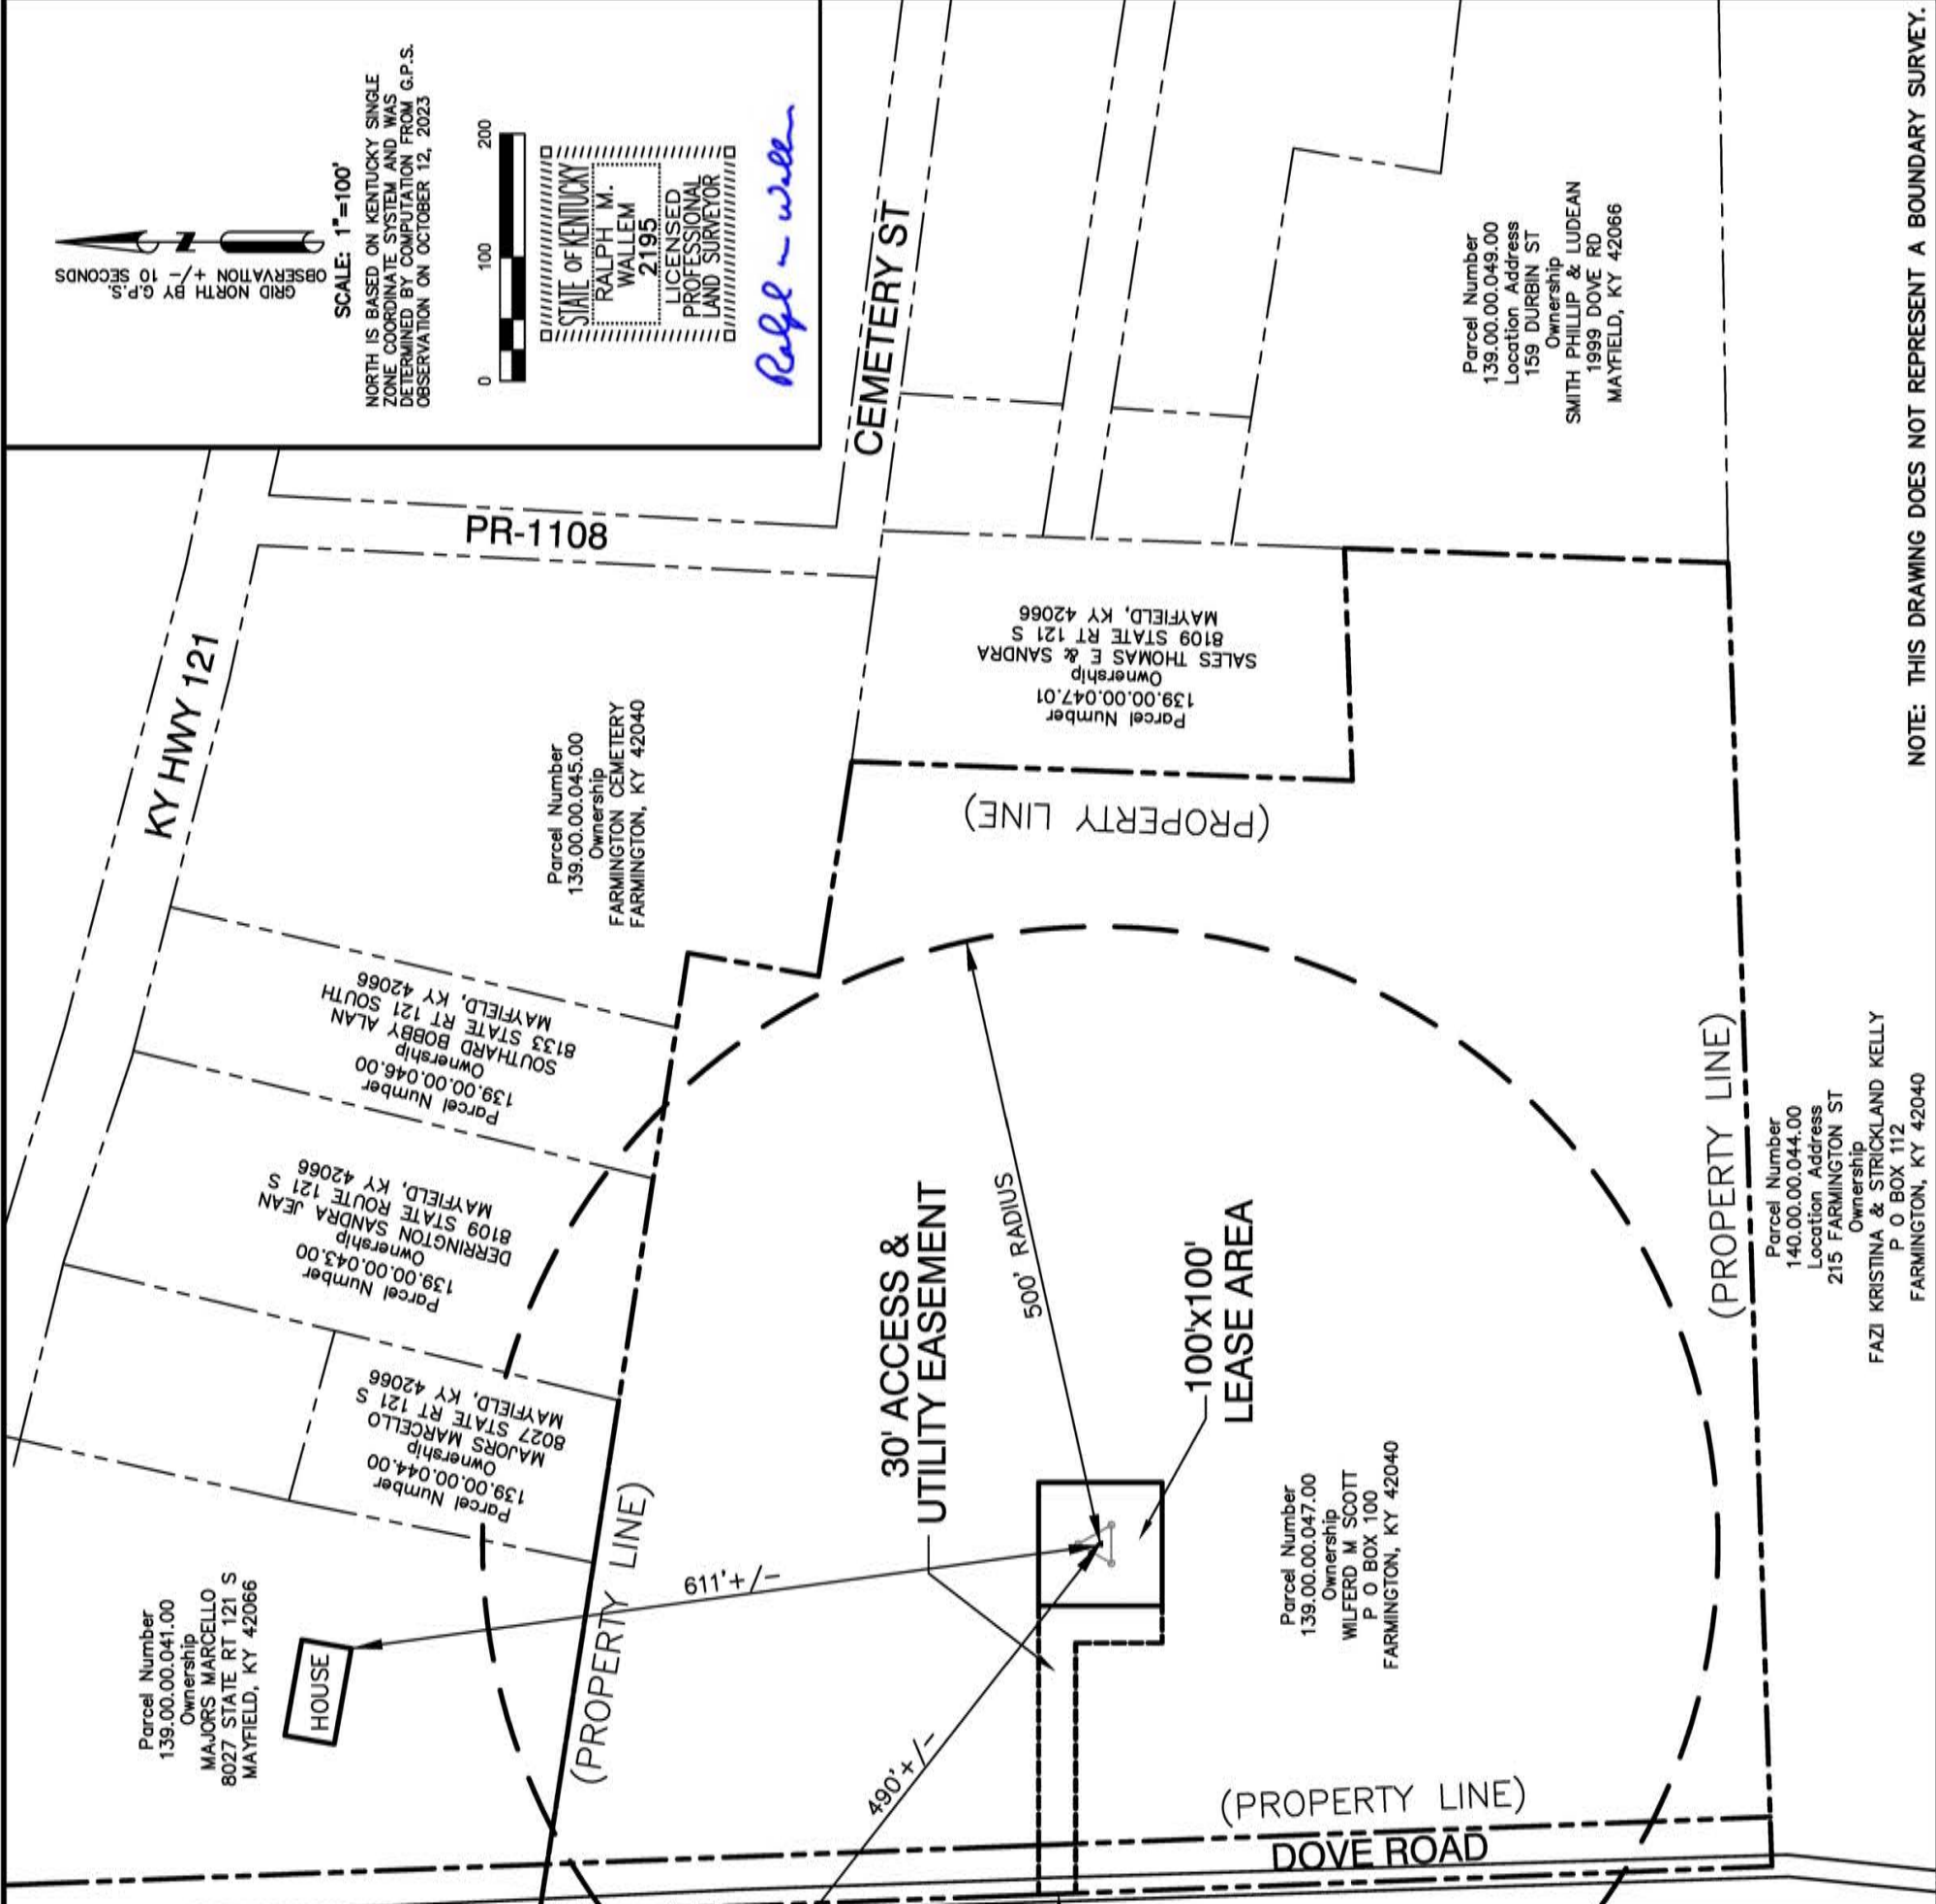 GRID NORTH BY G.P.S.
OBSERVATION +/- 10 SECONDS
N
SCALE: 1"=100'
NORTH IS BASED ON KENTUCKY SINGLE
ZONE COORDINATE SYSTEM AND WAS
DETERMINED BY COMPUTATION FROM G.P.S.
OBSERVATION ON OCTOBER 12, 2023
0 100 200
STATE OF KENTUCKY
RALPH M.
WALLEM
2195
LICENSED
PROFESSIONAL
LAND SURVEYOR
Ralph M Wallem
KY HWY 121
PR-1108
CEMETERY ST
Parcel Number
139.00.00.041.00
Ownership
MAJORS MARCELLO
8027 STATE RT 121 S
MAYFIELD, KY 42066
HOUSE
Parcel Number
139.00.00.044.00
Ownership
MAJORS MARCELLO
8027 STATE RT 121 S
MAYFIELD, KY 42066
Parcel Number
139.00.00.043.00
Ownership
DERRINGTON SANDRA JEAN
8109 STATE ROUTE 121 S
MAYFIELD, KY 42066
Parcel Number
139.00.00.046.00
Ownership
SOUTHARD BOBBY ALAN
8133 STATE RT 121 SOUTH
MAYFIELD, KY 42066
Parcel Number
139.00.00.045.00
Ownership
FARMINGTON CEMETERY
FARMINGTON, KY 42040
Parcel Number
139.00.00.047.01
Ownership
SALES THOMAS E & SANDRA
8109 STATE RT 121 S
MAYFIELD, KY 42066
Parcel Number
139.00.00.049.00
Location Address
159 DURBIN ST
Ownership
SMITH PHILLIP & LUDEAN
1999 DOVE RD
MAYFIELD, KY 42066
(PROPERTY LINE)
(PROPERTY LINE)
611'+/-
490'+/-
500' RADIUS
30' ACCESS &
UTILITY EASEMENT
100'x100'
LEASE AREA
Parcel Number
139.00.00.047.00
Ownership
WILFERD M SCOTT
P O BOX 100
FARMINGTON, KY 42040
(PROPERTY LINE)
DOVE ROAD
(PROPERTY LINE)
Parcel Number
140.00.00.044.00
Location Address
215 FARMINGTON ST
Ownership
FAZI KRISTINA & STRICKLAND KELLY
P O BOX 112
FARMINGTON, KY 42040
NOTE: THIS DRAWING DOES NOT REPRESENT A BOUNDARY SURVEY.